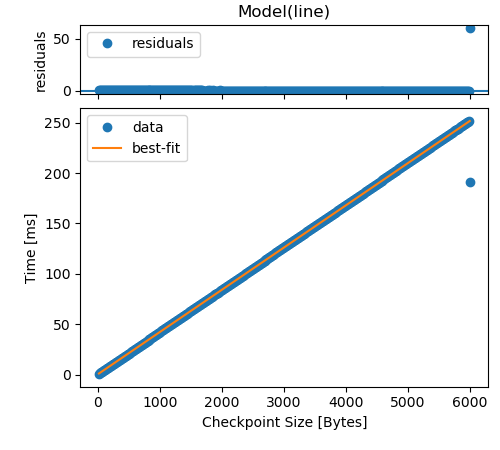 Model(line)
residuals
50
0
residuals
data
best-fit
Time [ms]
250
200
150
100
50
0
0 1000 2000 3000 4000 5000 6000
Checkpoint Size [Bytes]